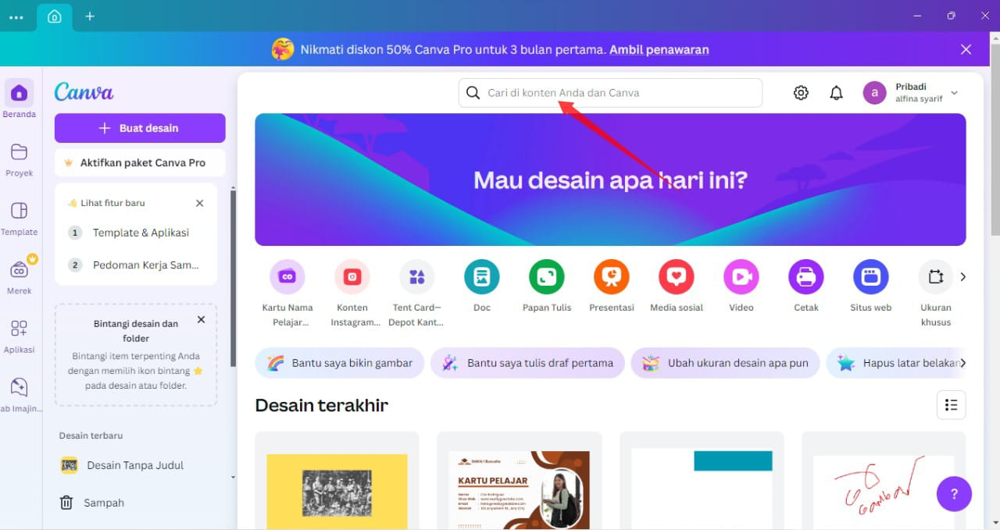 Nikmati diskon 50% Canva Pro untuk 3 bulan pertama. Ambil penawaran
Canva
Cari di konten Anda dan Canva
a
Pribadi
alfina syarif
Beranda
Proyek
Template
Merek
Aplikasi
ab Imajin...
Buat desain
Aktifkan paket Canva Pro
Lihat fitur baru
1 Template & Aplikasi
2 Pedoman Kerja Sam...
Bintangi desain dan
folder
Bintangi item terpenting Anda
dengan memilih ikon bintang
pada desain atau folder.
Desain terbaru
Desain Tanpa Judul
Sampah
Mau desain apa hari ini?
Kartu Nama
Pelajar...
Konten
Instagram...
Tent Card—
Depot Kant...
Doc
Papan Tulis
Presentasi
Media sosial
Video
Cetak
Situs web
Ukuran
khusus
Bantu saya bikin gambar
Bantu saya tulis draf pertama
Ubah ukuran desain apa pun
Hapus latar belakan
Desain terakhir
SMKN 1 Boncelle
KARTU PELAJAR
Gambar
?